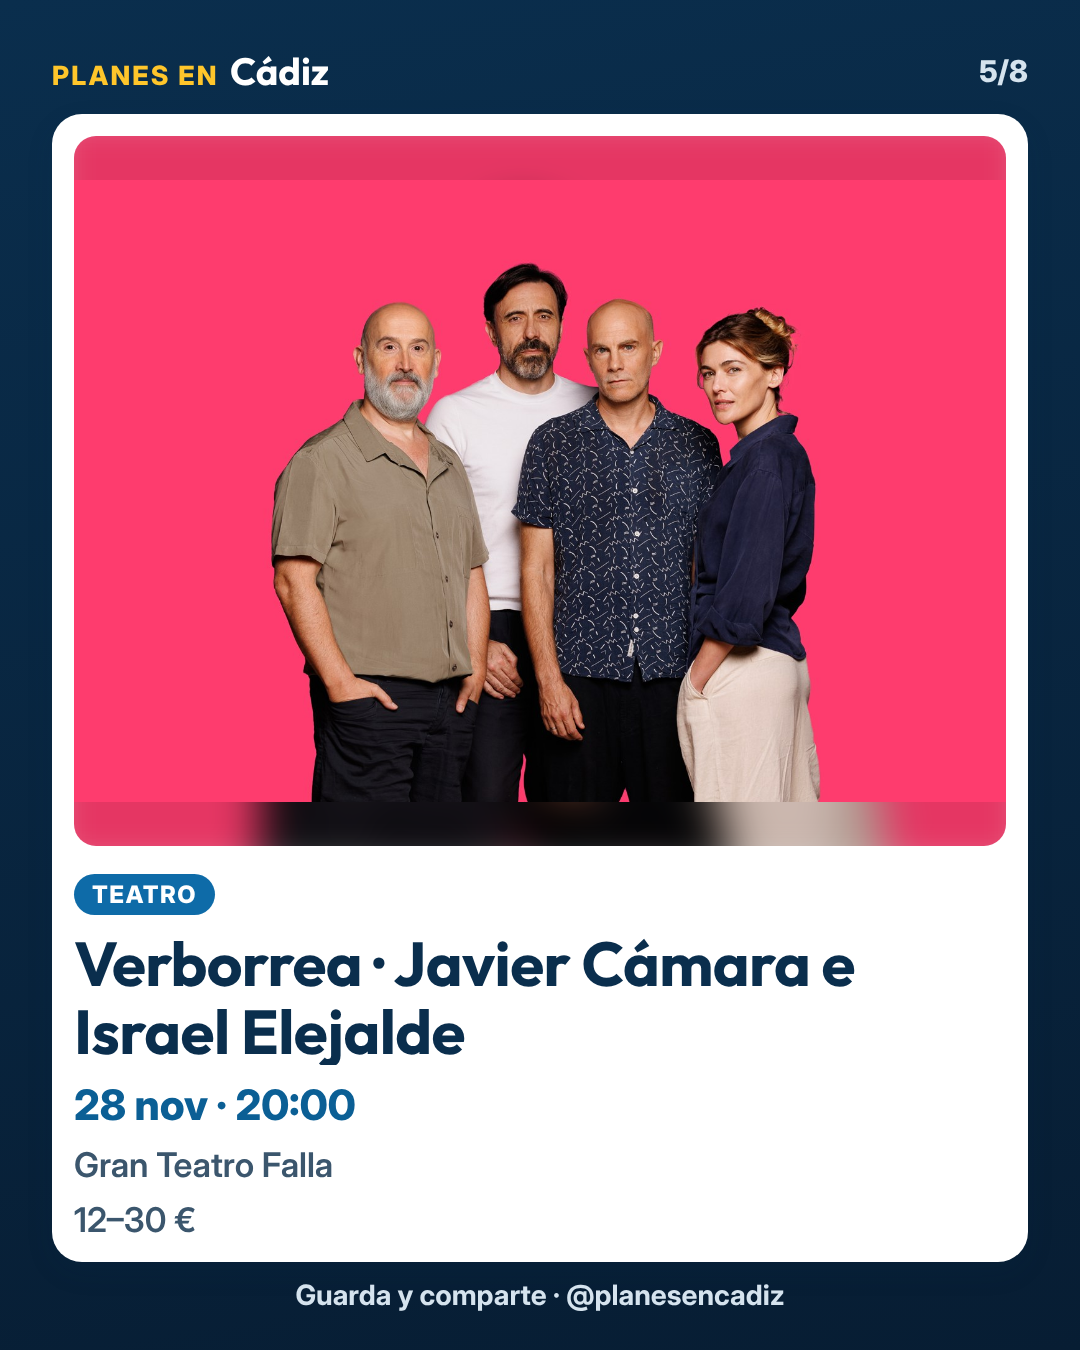 PLANES EN Cádiz
5/8
TEATRO
Verborrea · Javier Cámara e
Israel Elejalde
28 nov · 20:00
Gran Teatro Falla
12–30 €
Guarda y comparte · @planesencadiz